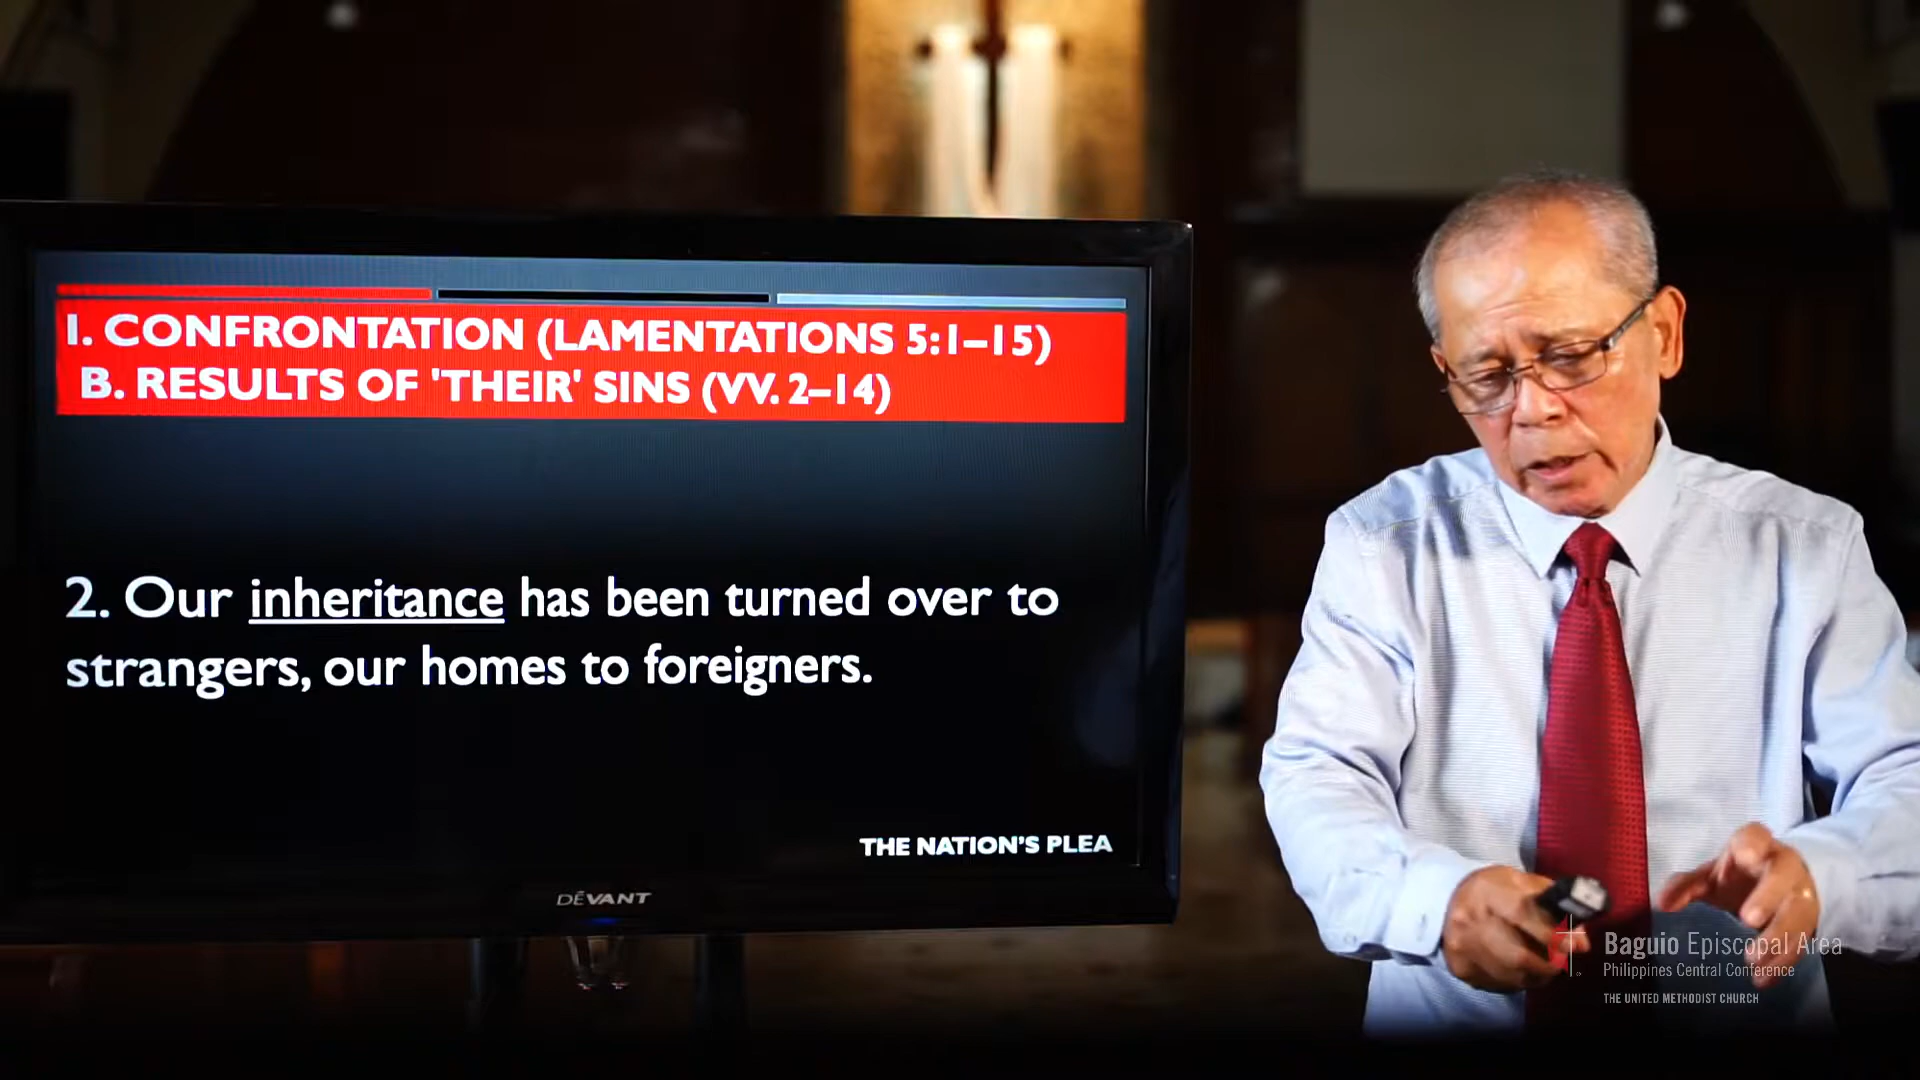 I. CONFRONTATION (LAMENTATIONS 5:1–15)
B. RESULTS OF 'THEIR' SINS (VV. 2–14)
2. Our inheritance has been turned over to
strangers, our homes to foreigners.
THE NATION'S PLEA
DĒVANT
Baguio Episcopal Area
Philippines Central Conference
THE UNITED METHODIST CHURCH